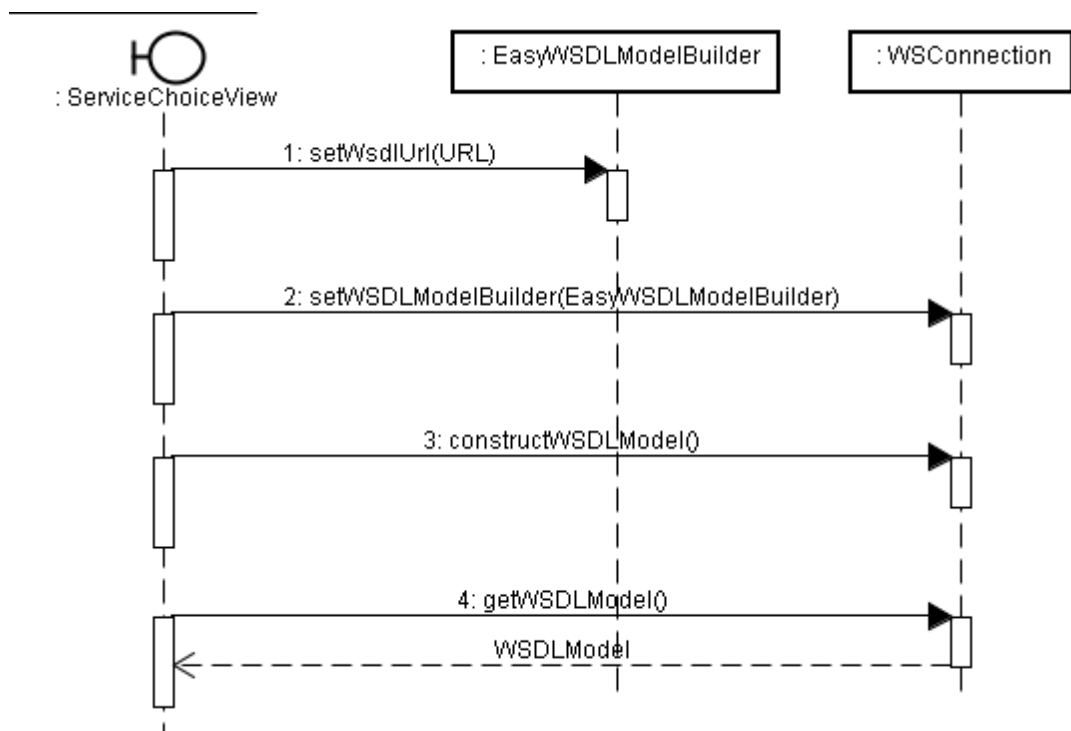 : ServiceChoiceView
: EasyWSDLModelBuilder
: WSConnection
1: setWsdlUrl(URL)
2: setWSDLModelBuilder(EasyWSDLModelBuilder)
3: constructWSDLModel()
4: getWSDLModel()
WSDLModel